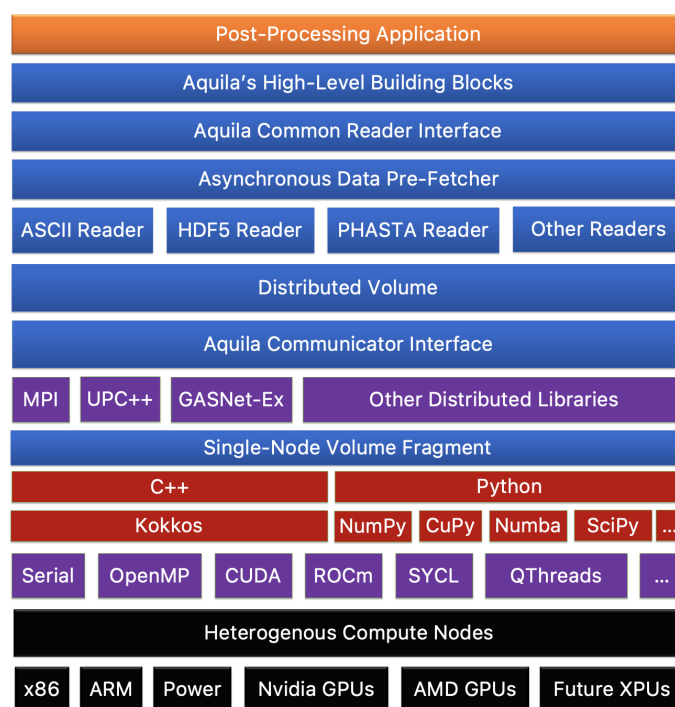 Post-Processing Application
Aquila's High-Level Building Blocks
Aquila Common Reader Interface
Asynchronous Data Pre-Fetcher
ASCII Reader HDF5 Reader PHASTA Reader Other Readers
Distributed Volume
Aquila Communicator Interface
MPI UPC++ GASNet-Ex Other Distributed Libraries
Single-Node Volume Fragment
C++ Python
Kokkos NumPy CuPy Numba SciPy ...
Serial OpenMP CUDA ROCm SYCL QThreads ...
Heterogenous Compute Nodes
x86 ARM Power Nvidia GPUs AMD GPUs Future XPUs